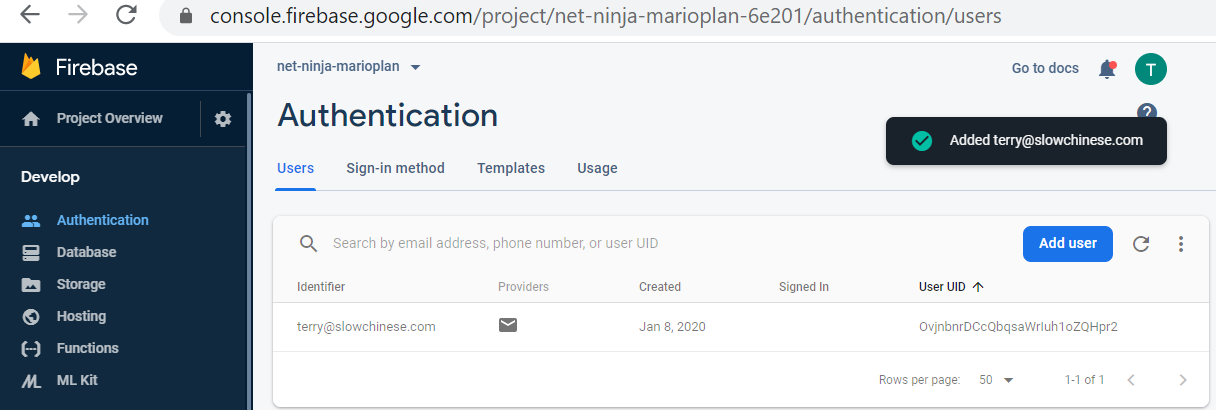 console.firebase.google.com/project/net-ninja-marioplan-6e201/authentication/users
Firebase
net-ninja-marioplan
Go to docs
T
Project Overview
Authentication
?
Added terry@slowchinese.com
Users Sign-in method Templates Usage
Develop
Authentication
Database
Storage
Hosting
Functions
ML Kit
Search by email address, phone number, or user UID
Add user
Identifier Providers Created Signed In User UID
terry@slowchinese.com Jan 8, 2020 OvjnbnrDCcQbqsaWrIuh1oZQHpr2
Rows per page: 50 1-1 of 1